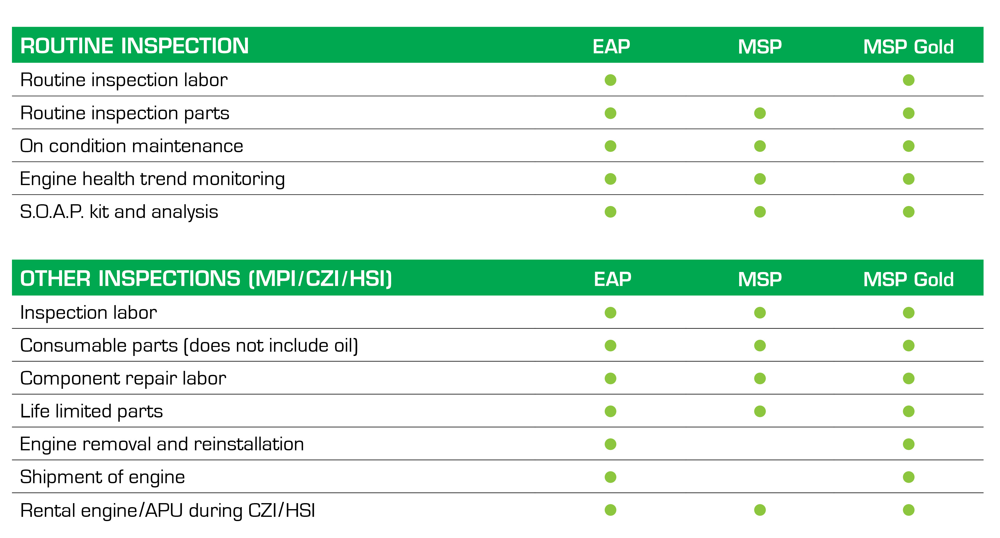 ROUTINE INSPECTION EAP MSP MSP Gold
Routine inspection labor
Routine inspection parts
On condition maintenance
Engine health trend monitoring
S.O.A.P. kit and analysis
OTHER INSPECTIONS (MPI/CZI/HSI) EAP MSP MSP Gold
Inspection labor
Consumable parts (does not include oil)
Component repair labor
Life limited parts
Engine removal and reinstallation
Shipment of engine
Rental engine/APU during CZI/HSI